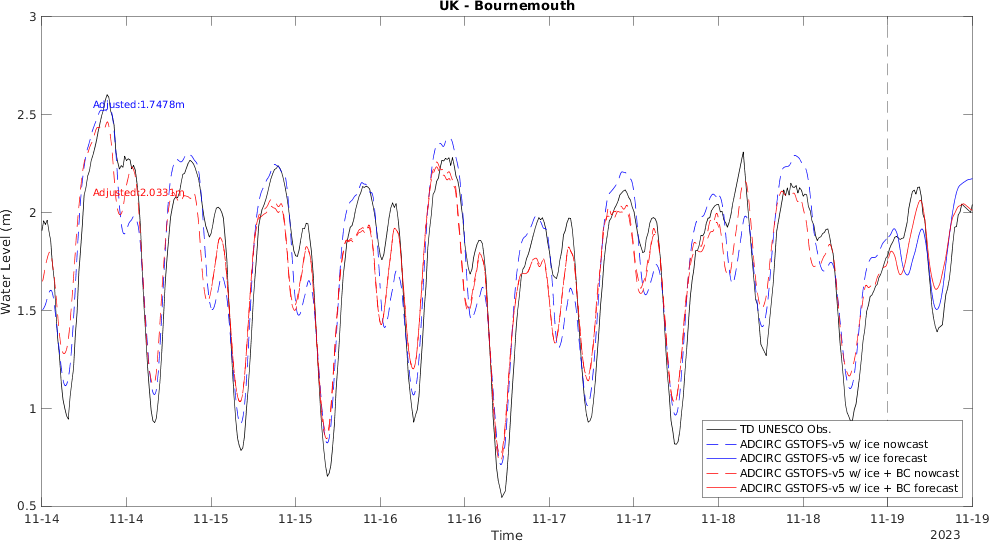 UK - Bournemouth
3
2.5
2
1.5
1
0.5
Water Level (m)
Adjusted:1.7478m
Adjusted:2.0331m
TD UNESCO Obs.
ADCIRC GSTOFS-v5 w/ ice nowcast
ADCIRC GSTOFS-v5 w/ ice forecast
ADCIRC GSTOFS-v5 w/ ice + BC nowcast
ADCIRC GSTOFS-v5 w/ ice + BC forecast
11-14 11-14 11-15 11-15 11-16 11-16 11-17 11-17 11-18 11-18 11-19 11-19
Time
2023